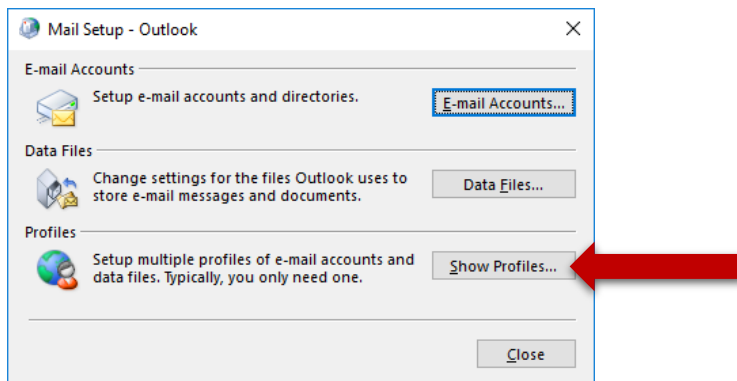 Mail Setup - Outlook
E-mail Accounts
Setup e-mail accounts and directories.
E-mail Accounts...
Data Files
Change settings for the files Outlook uses to
store e-mail messages and documents.
Data Files...
Profiles
Setup multiple profiles of e-mail accounts and
data files. Typically, you only need one.
Show Profiles...
Close